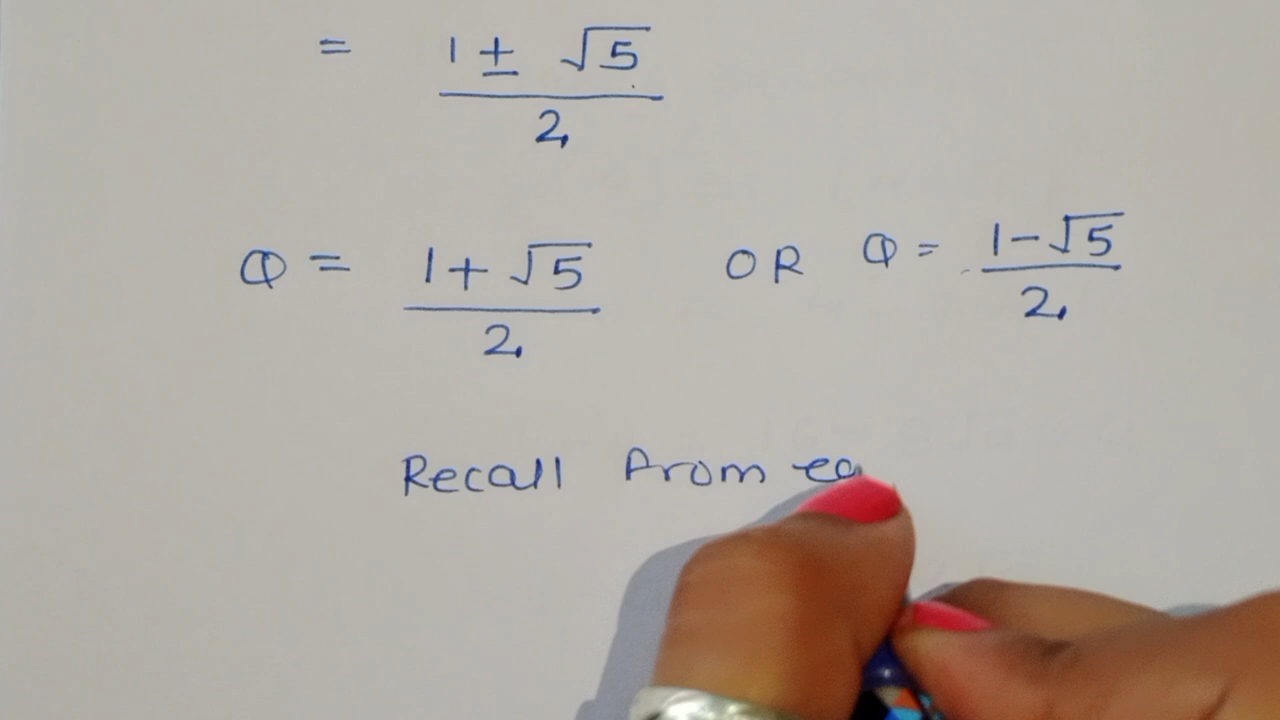 = (1 ± √5)/2
Q = (1 + √5)/2 OR Q = (1 - √5)/2
Recall from